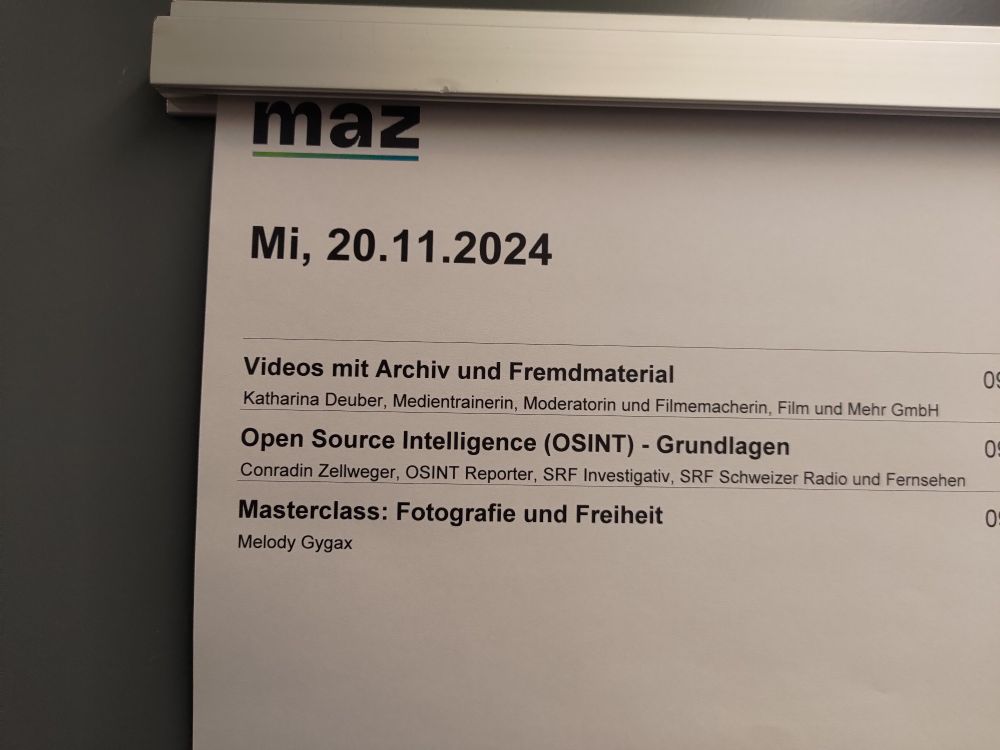 maz
Mi, 20.11.2024
Videos mit Archiv und Fremdmaterial
Katharina Deuber, Medientrainerin, Moderatorin und Filmemacherin, Film und Mehr GmbH
Open Source Intelligence (OSINT) - Grundlagen
Conradin Zellweger, OSINT Reporter, SRF Investigativ, SRF Schweizer Radio und Fernsehen
Masterclass: Fotografie und Freiheit
Melody Gygax